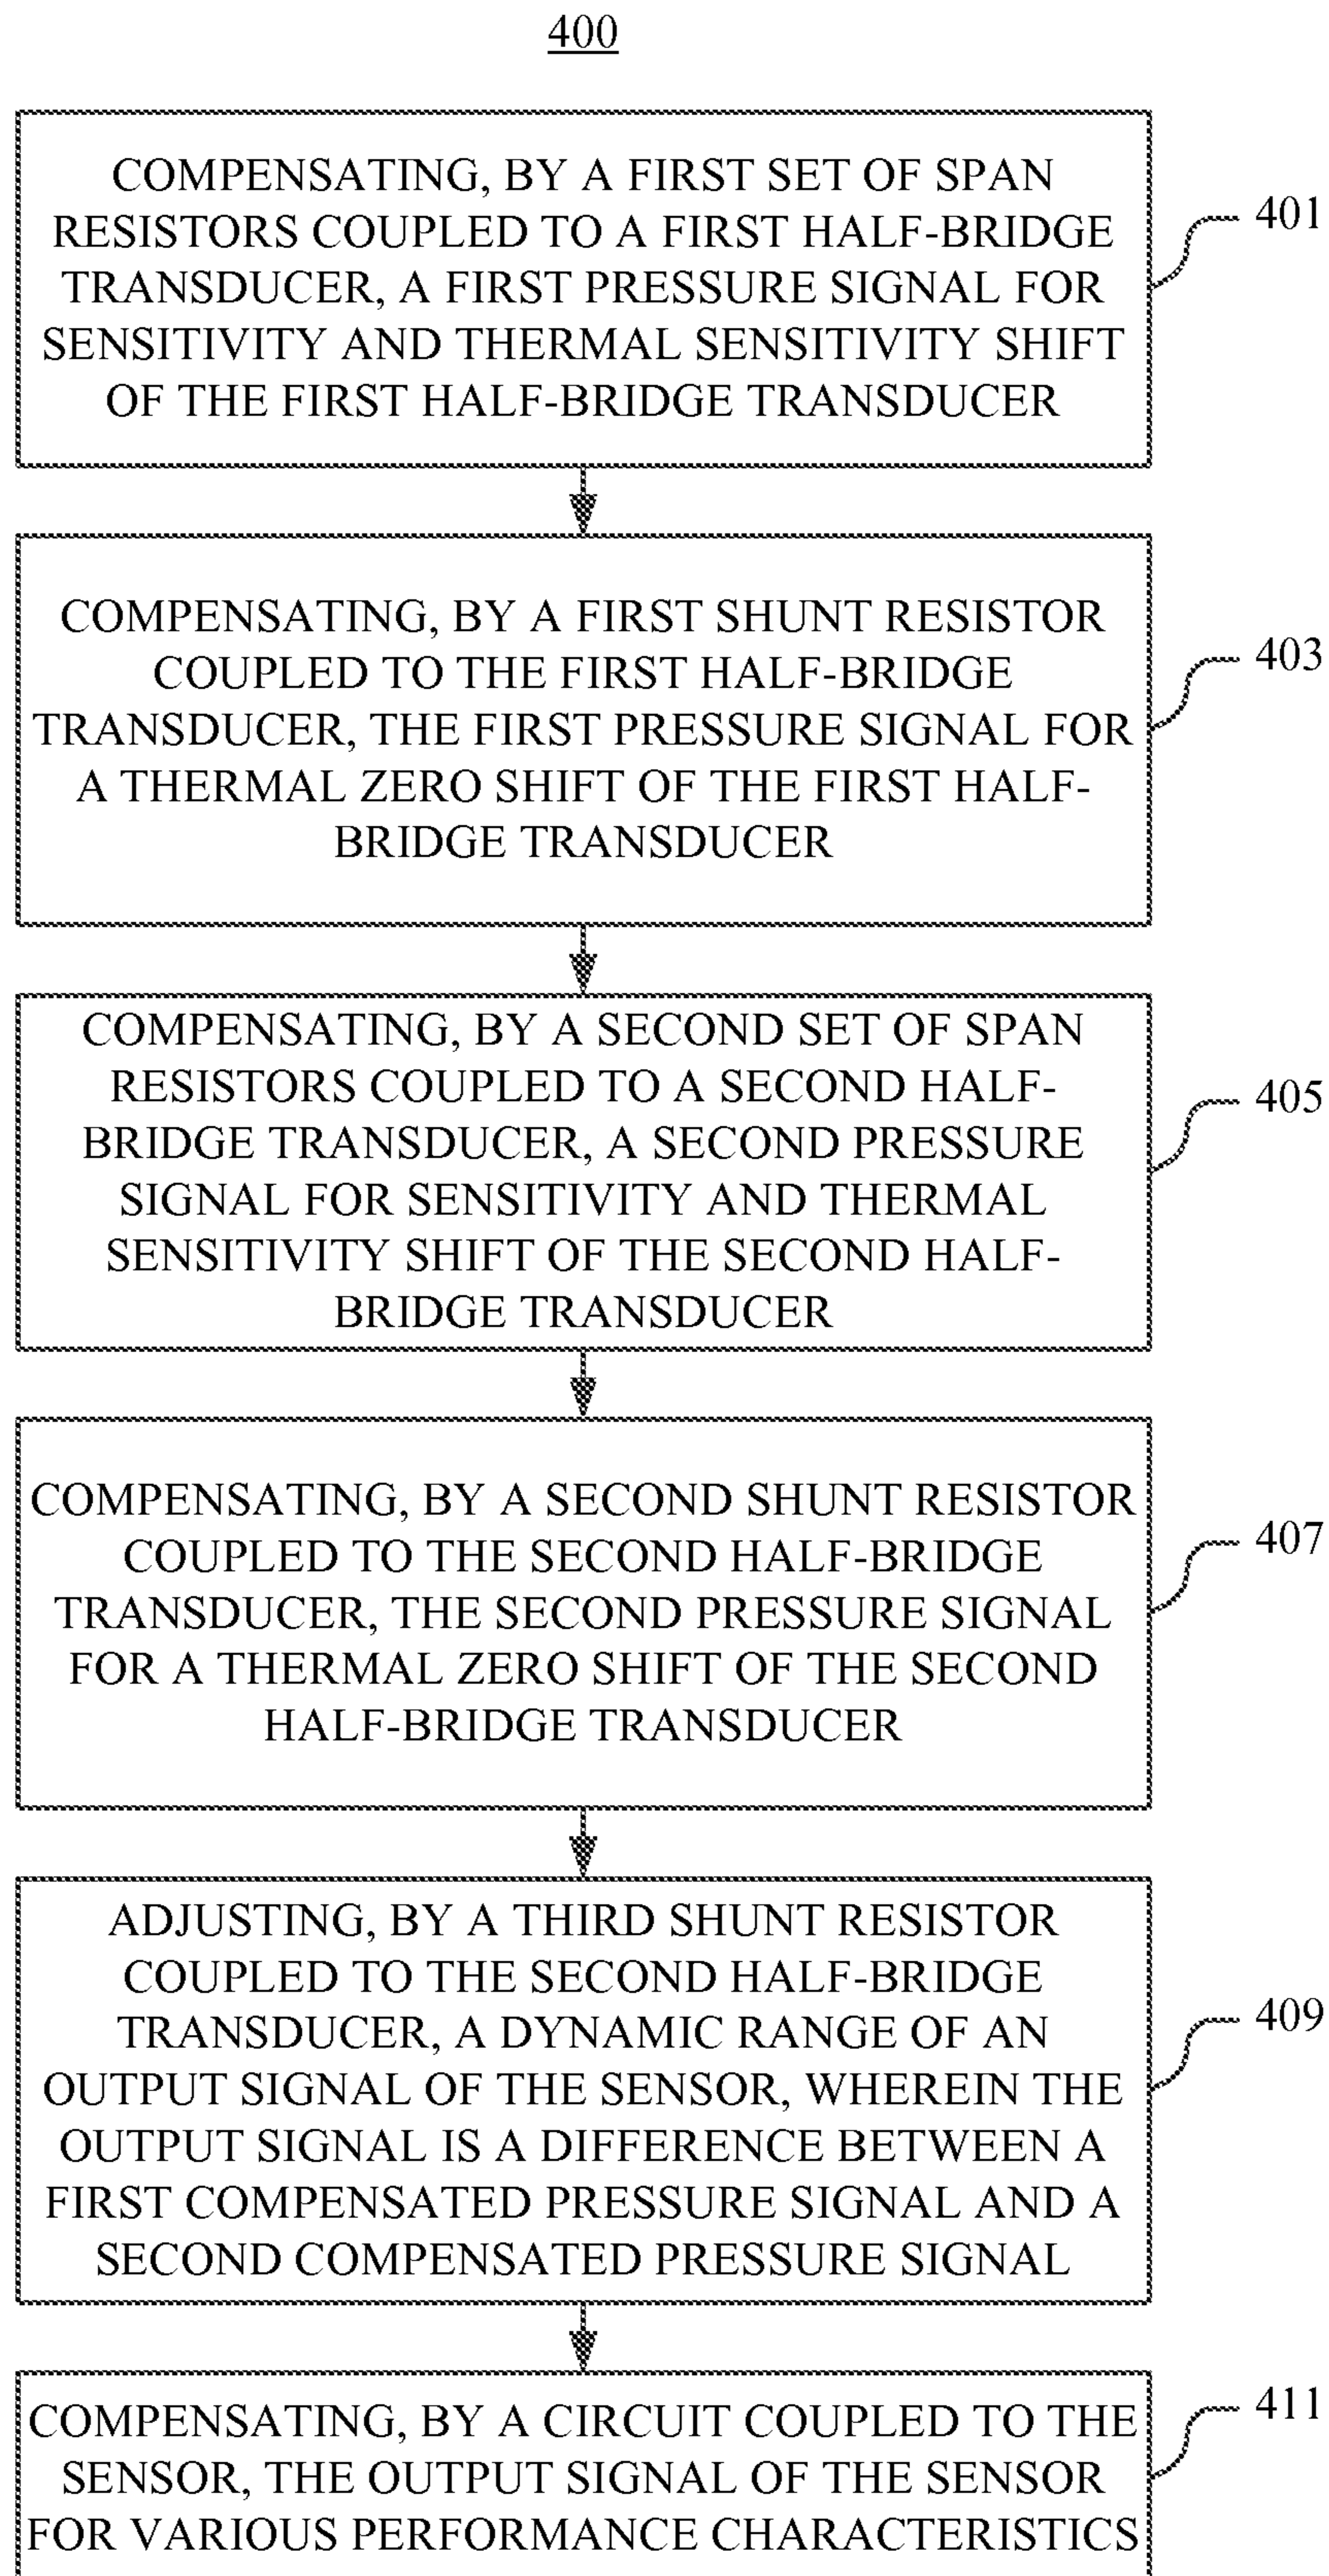 400
COMPENSATING, BY A FIRST SET OF SPAN
RESISTORS COUPLED TO A FIRST HALF-BRIDGE
TRANSDUCER, A FIRST PRESSURE SIGNAL FOR
SENSITIVITY AND THERMAL SENSITIVITY SHIFT
OF THE FIRST HALF-BRIDGE TRANSDUCER
401
COMPENSATING, BY A FIRST SHUNT RESISTOR
COUPLED TO THE FIRST HALF-BRIDGE
TRANSDUCER, THE FIRST PRESSURE SIGNAL FOR
A THERMAL ZERO SHIFT OF THE FIRST HALF-
BRIDGE TRANSDUCER
403
COMPENSATING, BY A SECOND SET OF SPAN
RESISTORS COUPLED TO A SECOND HALF-
BRIDGE TRANSDUCER, A SECOND PRESSURE
SIGNAL FOR SENSITIVITY AND THERMAL
SENSITIVITY SHIFT OF THE SECOND HALF-
BRIDGE TRANSDUCER
405
COMPENSATING, BY A SECOND SHUNT RESISTOR
COUPLED TO THE SECOND HALF-BRIDGE
TRANSDUCER, THE SECOND PRESSURE SIGNAL
FOR A THERMAL ZERO SHIFT OF THE SECOND
HALF-BRIDGE TRANSDUCER
407
ADJUSTING, BY A THIRD SHUNT RESISTOR
COUPLED TO THE SECOND HALF-BRIDGE
TRANSDUCER, A DYNAMIC RANGE OF AN
OUTPUT SIGNAL OF THE SENSOR, WHEREIN THE
OUTPUT SIGNAL IS A DIFFERENCE BETWEEN A
FIRST COMPENSATED PRESSURE SIGNAL AND A
SECOND COMPENSATED PRESSURE SIGNAL
409
COMPENSATING, BY A CIRCUIT COUPLED TO THE
SENSOR, THE OUTPUT SIGNAL OF THE SENSOR
FOR VARIOUS PERFORMANCE CHARACTERISTICS
411